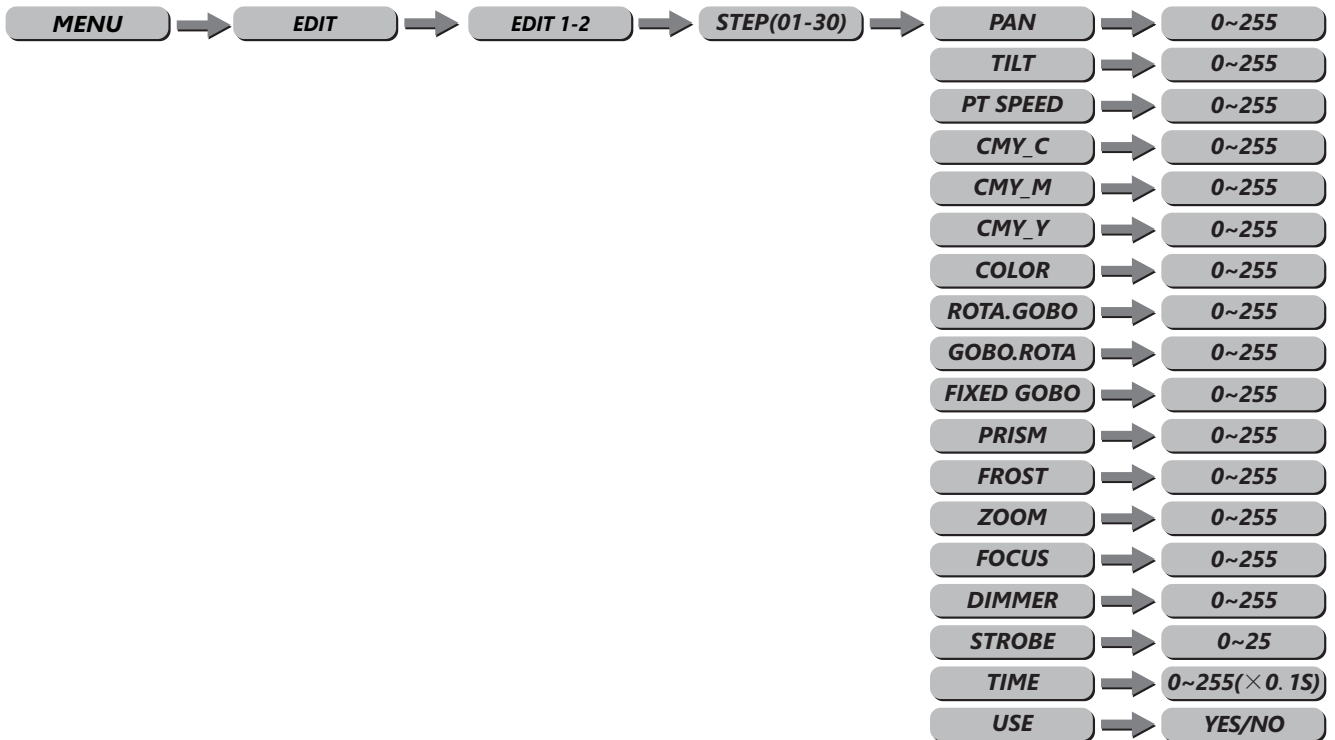 MENU EDIT EDIT 1-2 STEP(01-30) PAN 0~255
TILT 0~255
PT SPEED 0~255
CMY_C 0~255
CMY_M 0~255
CMY_Y 0~255
COLOR 0~255
ROTA.GOBO 0~255
GOBO.ROTA 0~255
FIXED GOBO 0~255
PRISM 0~255
FROST 0~255
ZOOM 0~255
FOCUS 0~255
DIMMER 0~255
STROBE 0~25
TIME 0~255(×0.1S)
USE YES/NO